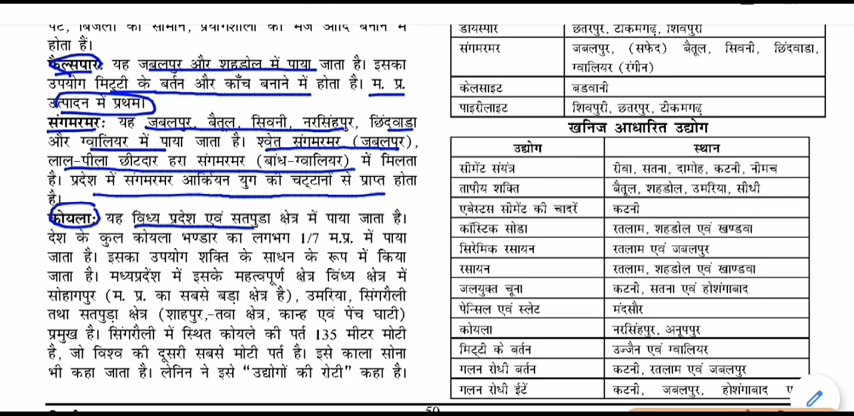 होता हैं।
फेल्सपारः यह जबलपुर और शहडोल में पाया जाता है। इसका
उपयोग मिट्टी के बर्तन और काँच बनाने में होता है। म. प्र.
उत्पादन में प्रथम।
संगमरमरः यह जबलपुर, बैतूल, सिवनी, नरसिंहपुर, छिंदवाडा
और ग्वालियर में पाया जाता है। श्वेत संगमरमर (जबलपुर),
लाल-पीला छीटदार हरा संगमरमर (बांध-ग्वालियर) में मिलता
है। प्रदेश में संगमरमर आर्कियन युग की चट्टानों से प्राप्त होता
है।
कोयलाः यह विंध्य प्रदेश एवं सतपुडा क्षेत्र में पाया जाता है।
देश के कुल कोयला भण्डार का लगभग 1/7 म.प्र. में पाया
जाता है। इसका उपयोग शक्ति के साधन के रूप में किया
जाता है। मध्यप्रदेश में इसके महत्वपूर्ण क्षेत्र विंध्य क्षेत्र में
सोहागपुर (म. प्र. का सबसे बड़ा क्षेत्र है), उमरिया, सिंगरौली
तथा सतपुडा क्षेत्र (शाहपुर,-तवा क्षेत्र, कान्ह एवं पेंच घाटी)
प्रमुख है। सिंगरौली में स्थित कोयले की पर्त 135 मीटर मोटी
है, जो विश्व की दूसरी सबसे मोटी पर्त है। इसे काला सोना
भी कहा जाता है। लेनिन ने इसे "उद्योगों की रोटी" कहा है।
डायस्पोर छतरपुर, टीकमगढ़, शिवपुरी
संगमरमर जबलपुर, (सफेद) बैतूल, सिवनी, छिंदवाडा,
ग्वालियर (रंगीन)
केलसाइट बडवानी
पाइरीलाइट शिवपुरी, छतरपुर, टीकमगढ़
खनिज आधारित उद्योग
उद्योग स्थान
सीमेंट संयंत्र रीवा, सतना, दामोह, कटनी, नीमच
तापीय शक्ति बैतूल, शहडोल, उमरिया, सीधी
एबेस्टस सीमेंट की चादरें कटनी
कॉस्टिक सोडा रतलाम, शहडोल एवं खण्डवा
सिरेमिक रसायन रतलाम एवं जबलपुर
रसायन रतलाम, शहडोल एवं खाण्डवा
जलयुक्त चूना कटनी, सतना एवं होशंगाबाद
पेन्सिल एवं स्लेट मंदसौर
कोयला नरसिंहपुर, अनूपपुर
मिट्टी के बर्तन उज्जैन एवं ग्वालियर
गलन रोधी बर्तन कटनी, रतलाम एवं जबलपुर
गलन रोधी ईंटें कटनी, जबलपुर, होशंगाबाद